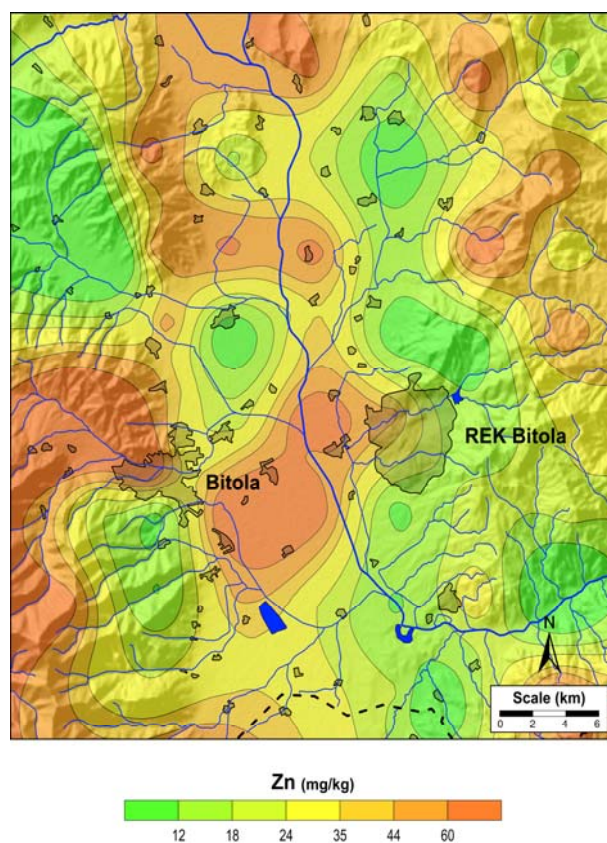 REK Bitola
Bitola
N
Scale (km)
0 2 4 6
Zn (mg/kg)
12 18 24 35 44 60